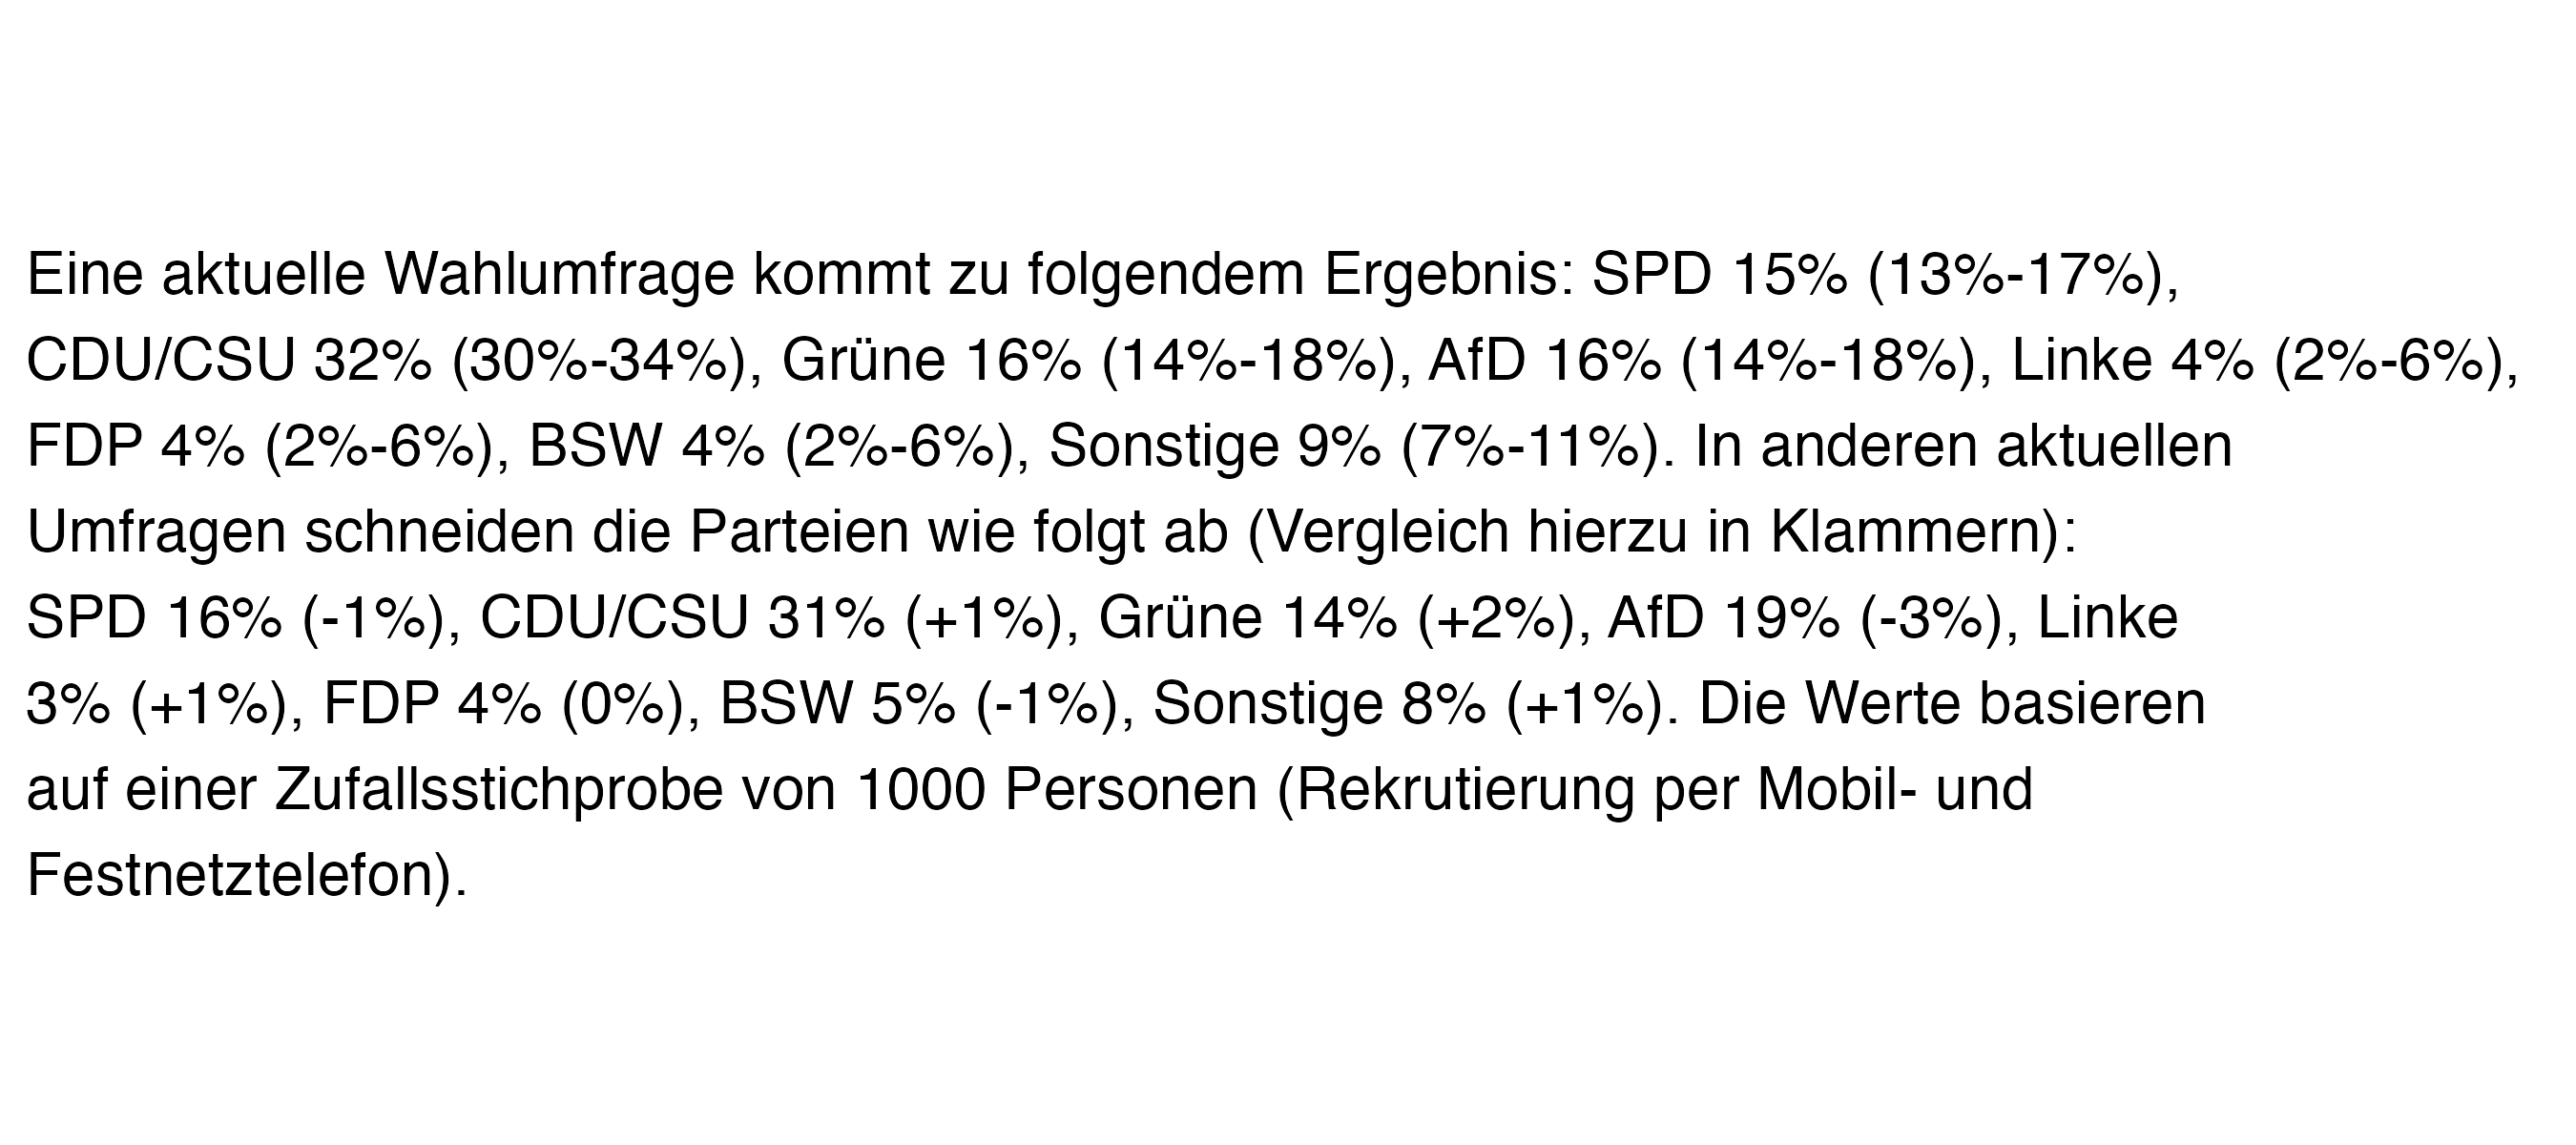 Eine aktuelle Wahlumfrage kommt zu folgendem Ergebnis: SPD 15% (13%-17%),
CDU/CSU 32% (30%-34%), Grüne 16% (14%-18%), AfD 16% (14%-18%), Linke 4% (2%-6%),
FDP 4% (2%-6%), BSW 4% (2%-6%), Sonstige 9% (7%-11%). In anderen aktuellen
Umfragen schneiden die Parteien wie folgt ab (Vergleich hierzu in Klammern):
SPD 16% (-1%), CDU/CSU 31% (+1%), Grüne 14% (+2%), AfD 19% (-3%), Linke
3% (+1%), FDP 4% (0%), BSW 5% (-1%), Sonstige 8% (+1%). Die Werte basieren
auf einer Zufallsstichprobe von 1000 Personen (Rekrutierung per Mobil- und
Festnetztelefon).